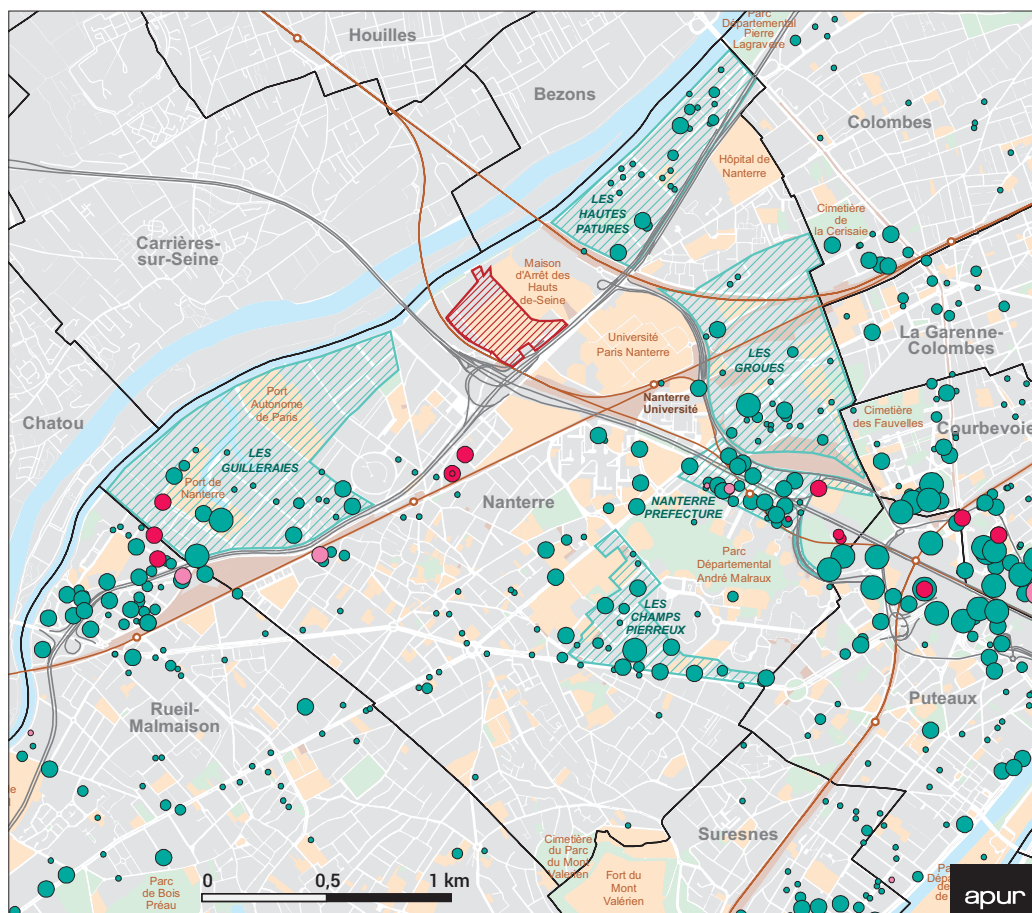 Houilles
Parc
Départemental
Pierre
Lagravère
Bezons
Colombes
Hôpital de
Nanterre
LES
HAUTES
PATURES
Cimetière
de
la Cerisaie
Carrières-
sur-Seine
Maison
d'Arrêt des
Hauts
de-Seine
Université
Paris Nanterre
La Garenne-
Colombes
LES
GROUES
Port
Autonome
de Paris
Nanterre
Université
Cimetière
des Fauvelles
Chatou
Courbevoie
LES
GUILLERAIES
Port de
Nanterre
Nanterre
NANTERRE
PREFECTURE
Parc
Départemental
André Malraux
LES
CHAMPS
PIERREUX
Rueil-
Malmaison
Puteaux
Suresnes
Cimetière
du Parc
du Mont
Valérien
Fort du
Mont
Valérien
Parc
de Bois
Préau
0 0,5 1 km
apur